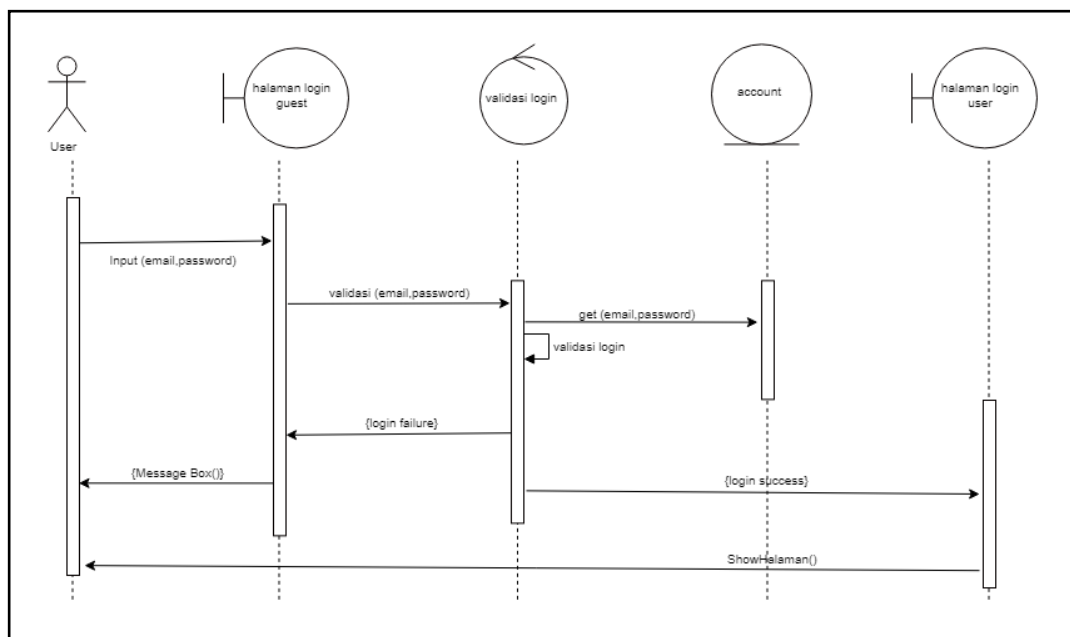 halaman login
guest
validasi login
account
halaman login
user
User
Input (email,password)
validasi (email,password)
get (email,password)
validasi login
{login failure}
{Message Box()}
{login success}
ShowHalaman()